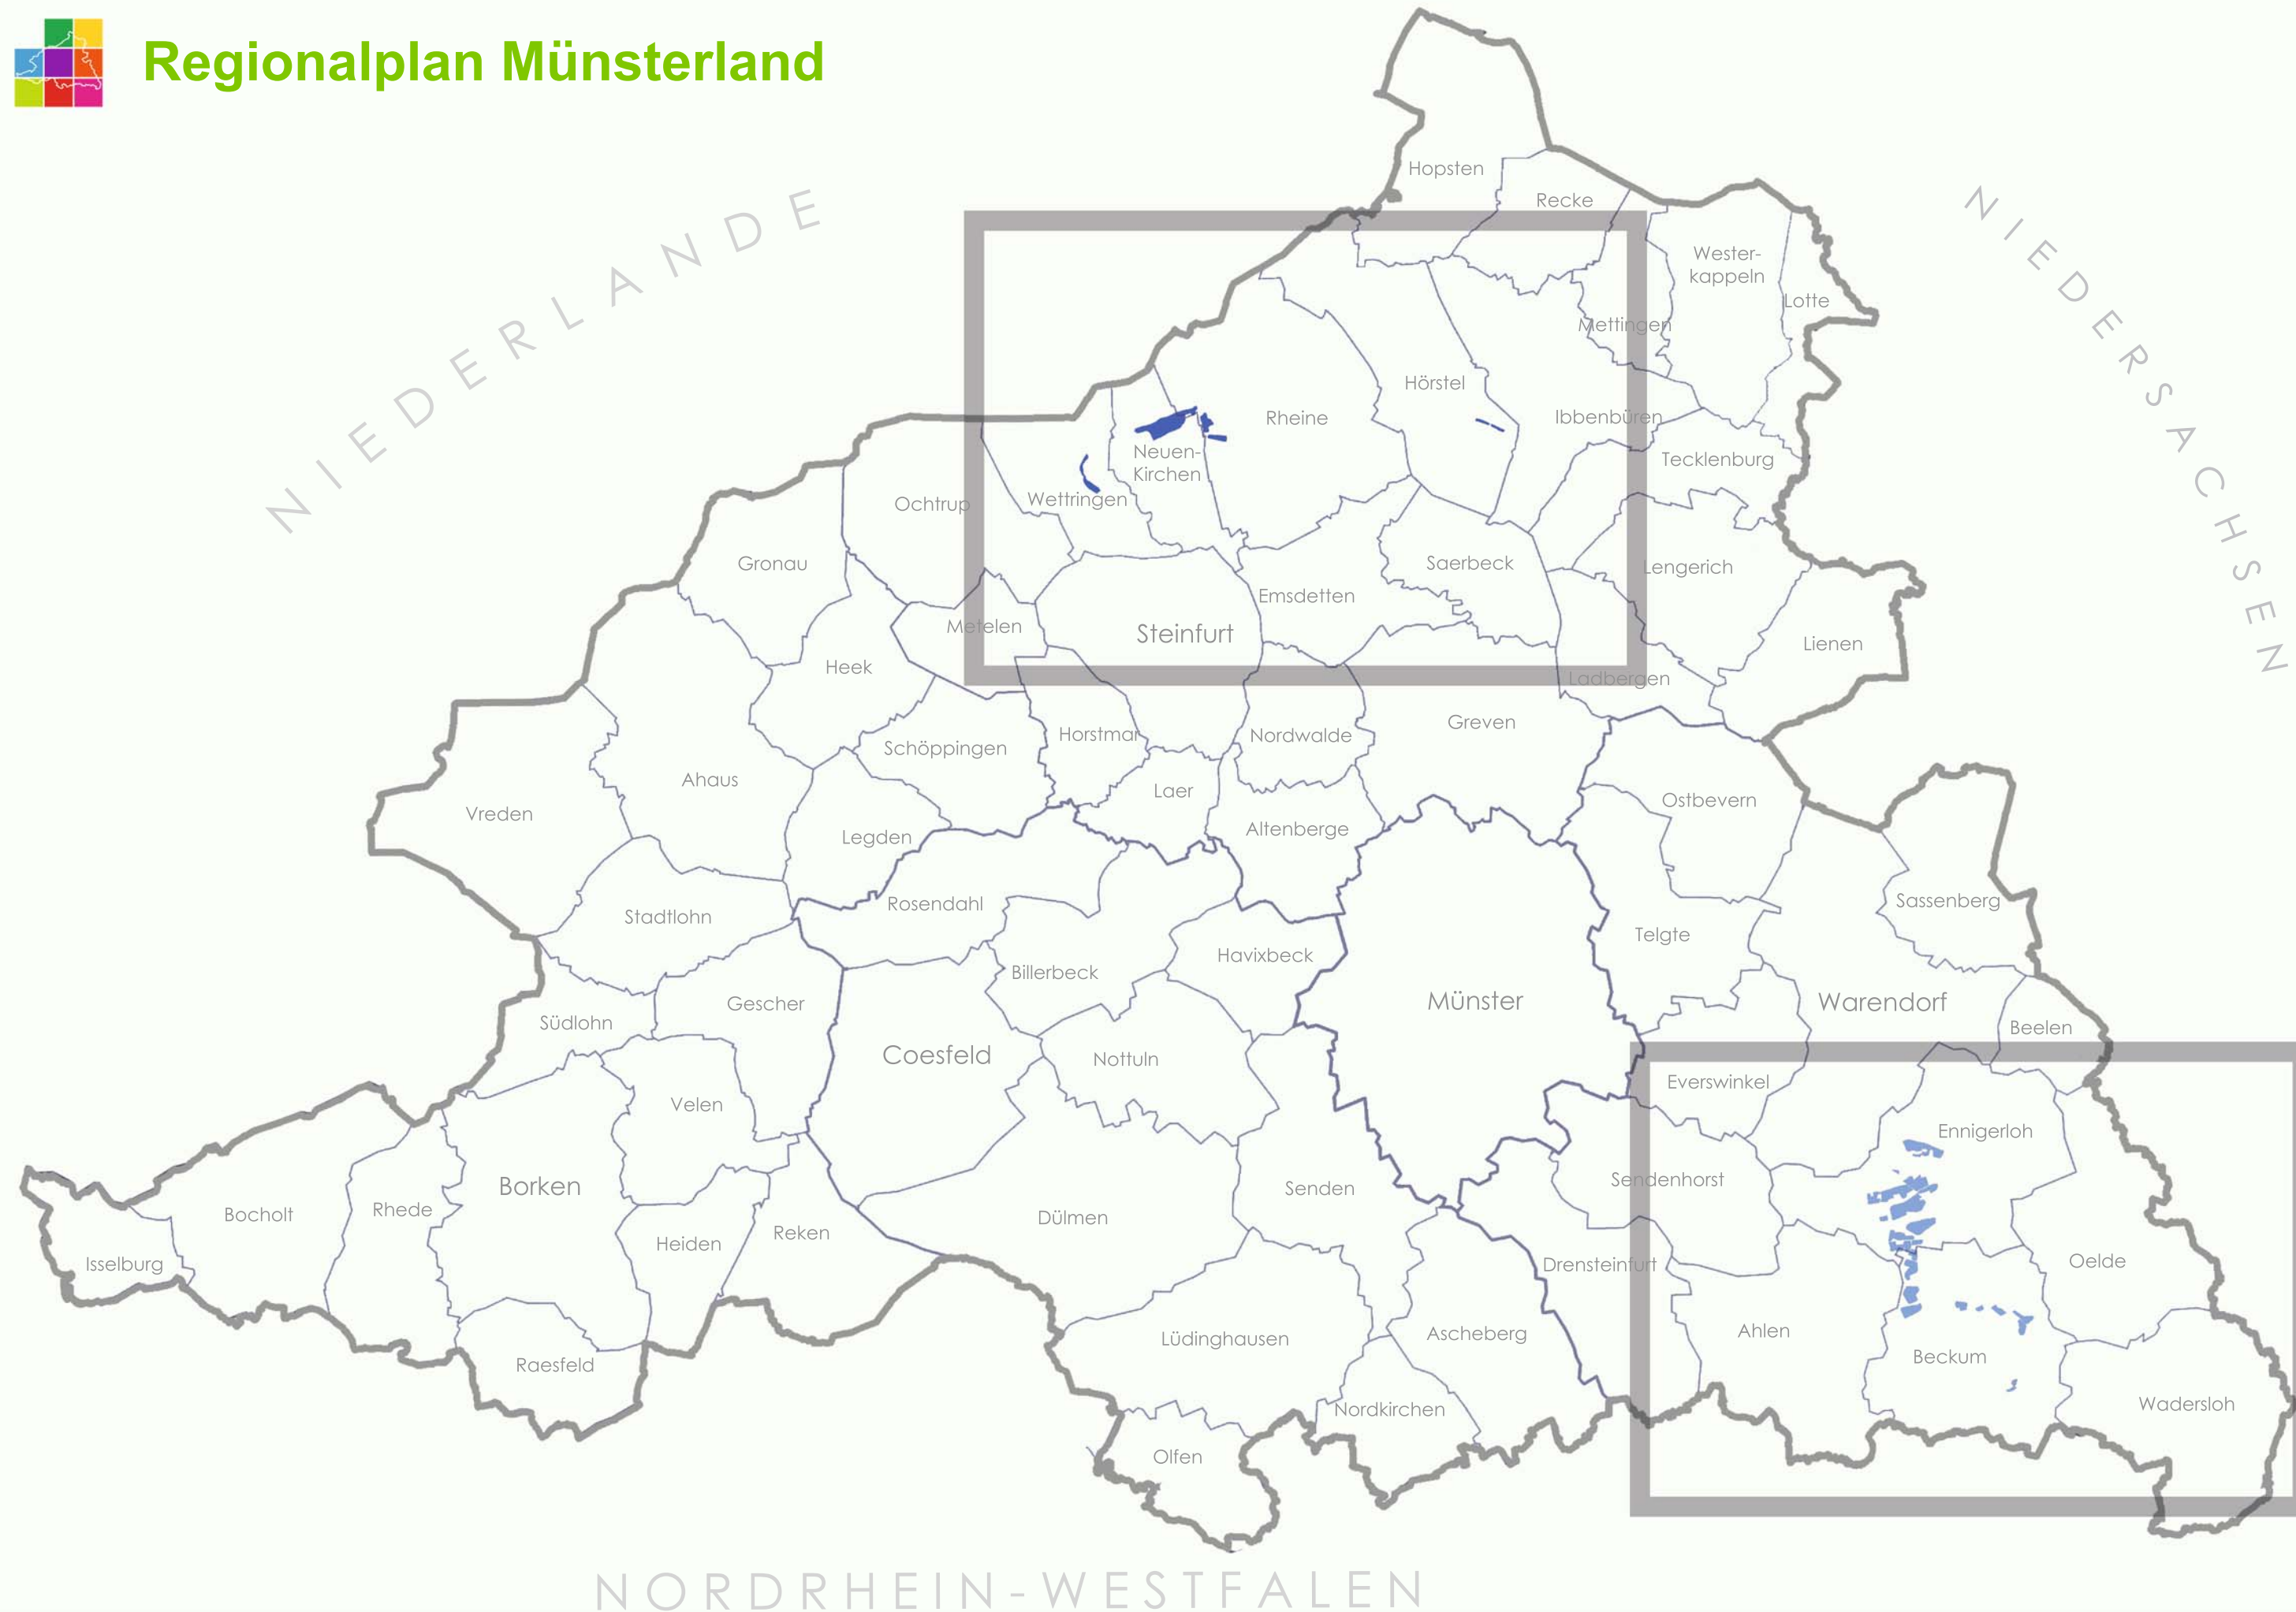 Regionalplan Münsterland
NIEDERLANDE
NIEDERSACHSEN
Hopsten
Recke
Wester-
kappeln
Lotte
Mettingen
Hörstel
Rheine
Ibbenbüren
Neuen-
Kirchen
Tecklenburg
Wettringen
Ochtrup
Gronau
Saerbeck
Lengerich
Emsdetten
Metelen
Steinfurt
Lienen
Heek
Ladbergen
Greven
Horstmar
Nordwalde
Schöppingen
Ahaus
Laer
Ostbevern
Vreden
Legden
Altenberge
Rosendahl
Sassenberg
Stadtlohn
Telgte
Havixbeck
Billerbeck
Münster
Warendorf
Gescher
Südlohn
Beelen
Coesfeld
Nottuln
Everswinkel
Velen
Ennigerloh
Sendenhorst
Borken
Senden
Rhede
Bocholt
Dülmen
Reken
Heiden
Isselburg
Drensteinfurt
Oelde
Ahlen
Ascheberg
Lüdinghausen
Beckum
Raesfeld
Wadersloh
Nordkirchen
Olfen
NORDRHEIN-WESTFALEN